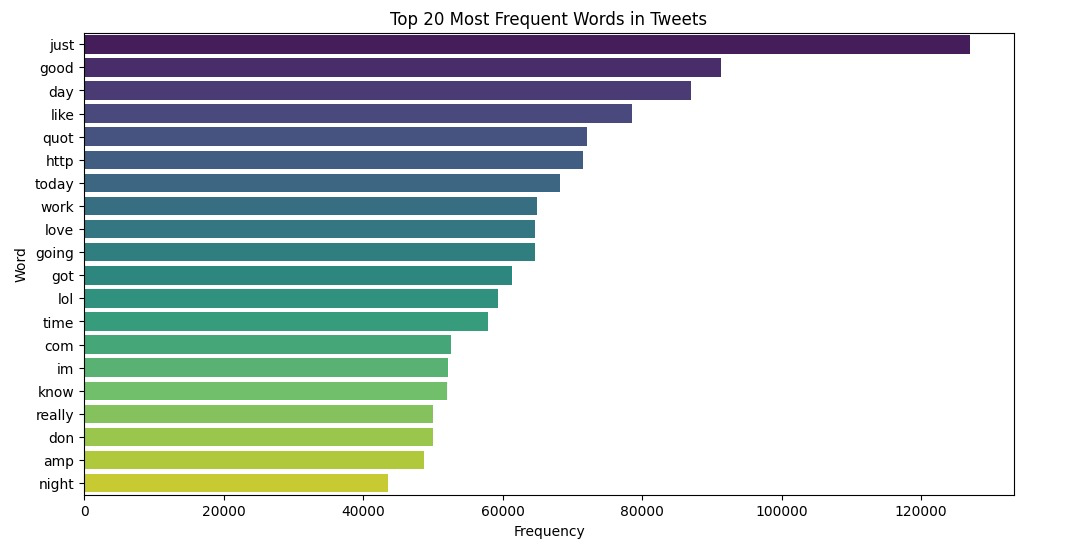 Top 20 Most Frequent Words in Tweets
just
good
day
like
quot
http
today
work
love
going
got
lol
time
com
im
know
really
don
amp
night
Word
0 20000 40000 60000 80000 100000 120000
Frequency